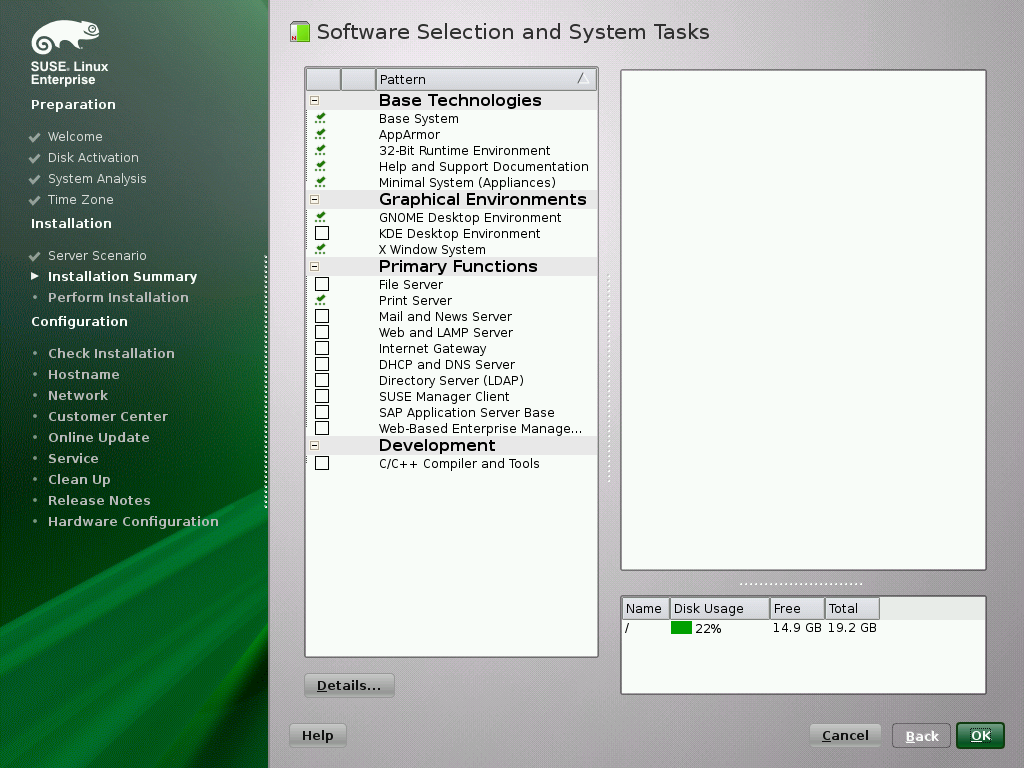 SUSE. Linux
Enterprise
Preparation
Welcome
Disk Activation
System Analysis
Time Zone
Installation
Server Scenario
Installation Summary
Perform Installation
Configuration
Check Installation
Hostname
Network
Customer Center
Online Update
Service
Clean Up
Release Notes
Hardware Configuration
Software Selection and System Tasks
Pattern
Base Technologies
Base System
AppArmor
32-Bit Runtime Environment
Help and Support Documentation
Minimal System (Appliances)
Graphical Environments
GNOME Desktop Environment
KDE Desktop Environment
X Window System
Primary Functions
File Server
Print Server
Mail and News Server
Web and LAMP Server
Internet Gateway
DHCP and DNS Server
Directory Server (LDAP)
SUSE Manager Client
SAP Application Server Base
Web-Based Enterprise Manage...
Development
C/C++ Compiler and Tools
Name Disk Usage Free Total
/ 22% 14.9 GB 19.2 GB
Details...
Help Cancel Back OK